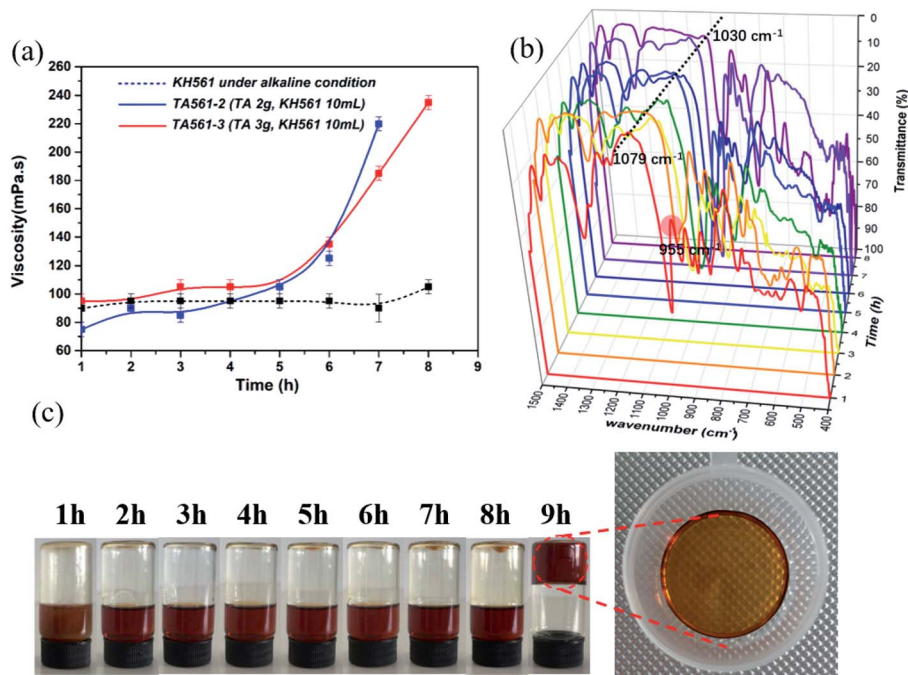 (a)
260
240
220
200
180
160
140
120
100
80
60
Viscosity(mPa.s)
KH561 under alkaline condition
TA561-2 (TA 2g, KH561 10mL)
TA561-3 (TA 3g, KH561 10mL)
1 2 3 4 5 6 7 8 9
Time (h)
(b)
1030 cm⁻¹
1079 cm⁻¹
955 cm⁻¹
0
10
20
30
40
50
60
70
80
90
100
Transmittance (%)
8
7
6
5
4
3
2
1
Time (h)
1500 1400 1300 1200 1100 1000 900 800 700 600 500 400
wavenumber (cm⁻¹)
(c)
1h 2h 3h 4h 5h 6h 7h 8h 9h